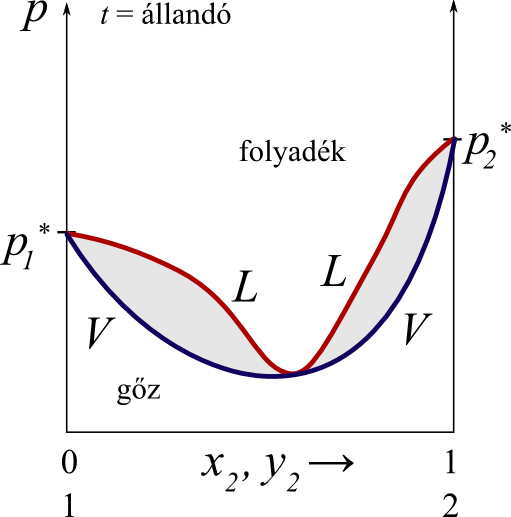 p
t = állandó
folyadék
p₂*
p₁*
L
L
V
V
gőz
0
x₂, y₂ →
1
1
2